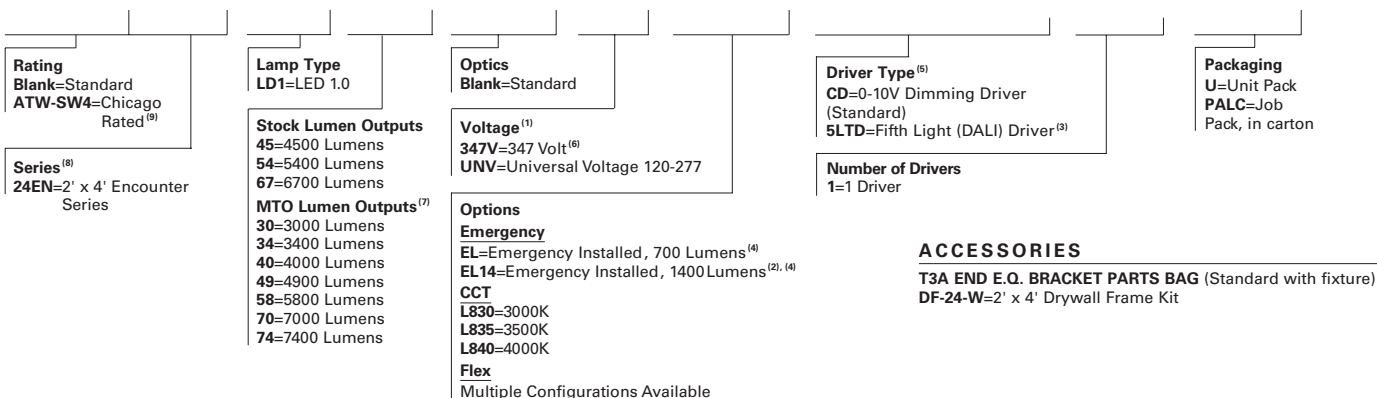 Rating
Blank=Standard
ATW-SW4=Chicago
Rated (9)
Series (8)
24EN=2' x 4' Encounter
Series
Lamp Type
LD1=LED 1.0
Stock Lumen Outputs
45=4500 Lumens
54=5400 Lumens
67=6700 Lumens
MTO Lumen Outputs (7)
30=3000 Lumens
34=3400 Lumens
40=4000 Lumens
49=4900 Lumens
58=5800 Lumens
70=7000 Lumens
74=7400 Lumens
Optics
Blank=Standard
Voltage (1)
347V=347 Volt (6)
UNV=Universal Voltage 120-277
Options
Emergency
EL=Emergency Installed, 700 Lumens (4)
EL14=Emergency Installed, 1400 Lumens (2), (4)
CCT
L830=3000K
L835=3500K
L840=4000K
Flex
Multiple Configurations Available
Driver Type (5)
CD=0-10V Dimming Driver
(Standard)
5LTD=Fifth Light (DALI) Driver (3)
Number of Drivers
1=1 Driver
Packaging
U=Unit Pack
PALC=Job
Pack, in carton
ACCESSORIES
T3A END E.Q. BRACKET PARTS BAG (Standard with fixture)
DF-24-W=2' x 4' Drywall Frame Kit